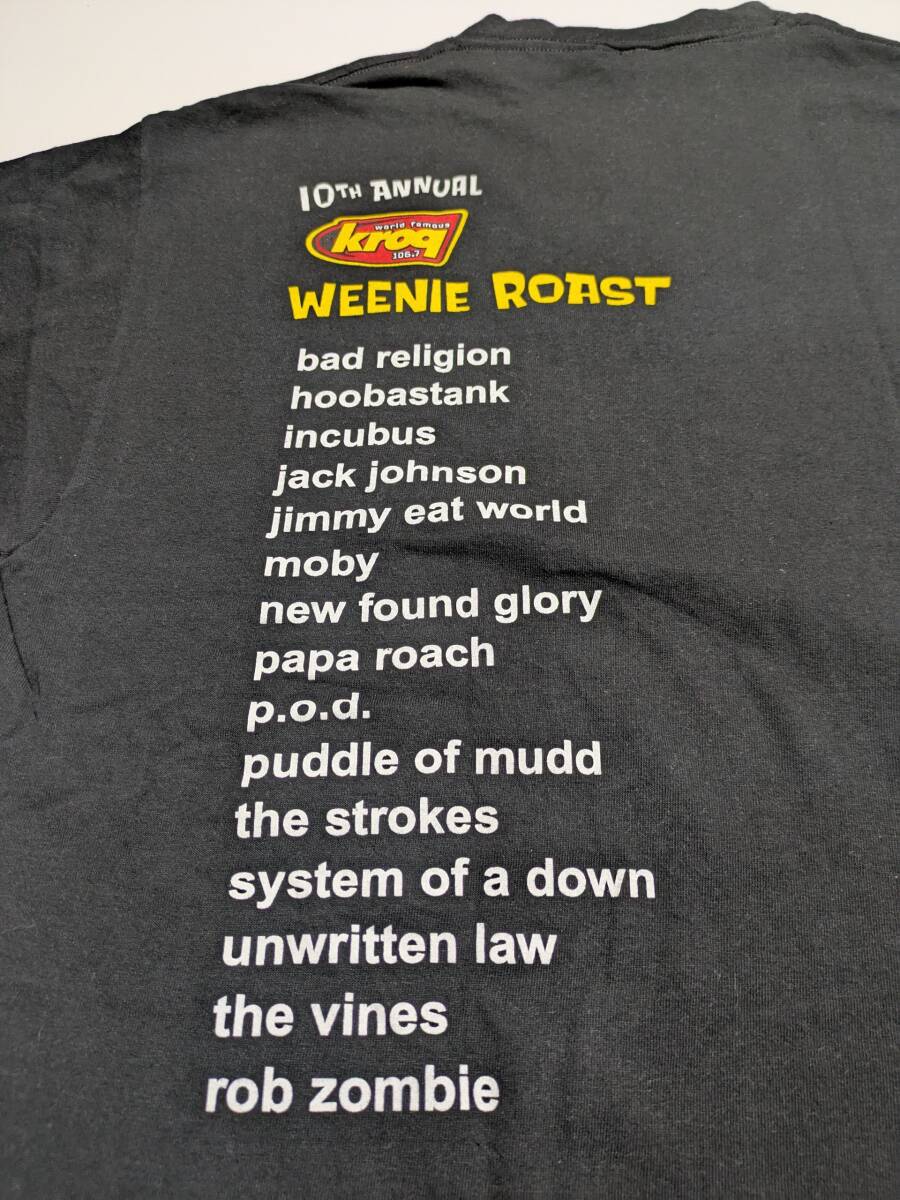 10TH ANNUAL
world famous
kroq
106.7
WEENIE ROAST
bad religion
hoobastank
incubus
jack johnson
jimmy eat world
moby
new found glory
papa roach
p.o.d.
puddle of mudd
the strokes
system of a down
unwritten law
the vines
rob zombie